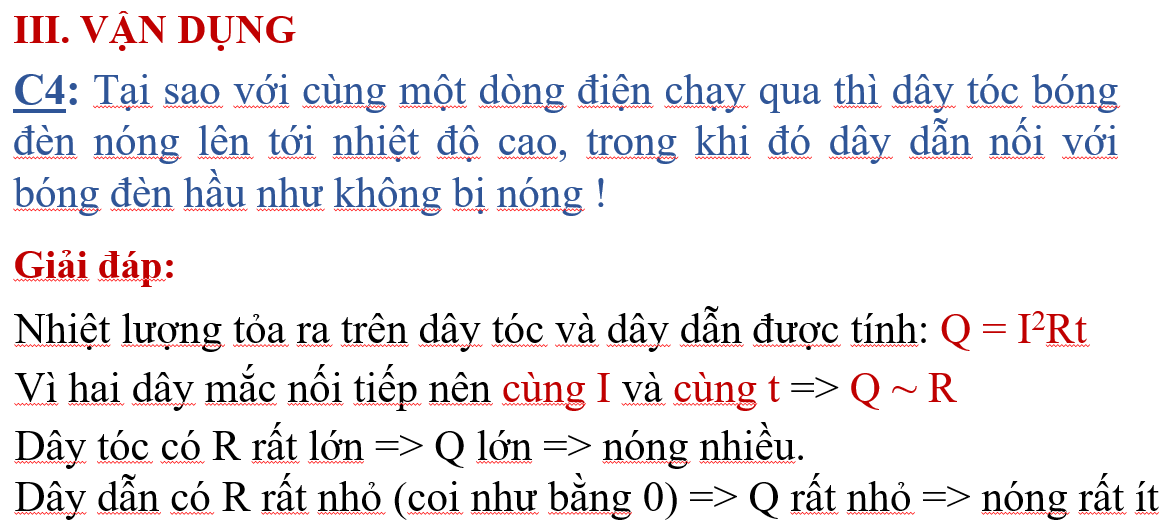 III. VẬN DỤNG
C4: Tại sao với cùng một dòng điện chạy qua thì dây tóc bóng
đèn nóng lên tới nhiệt độ cao, trong khi đó dây dẫn nối với
bóng đèn hầu như không bị nóng !
Giải đáp:
Nhiệt lượng tỏa ra trên dây tóc và dây dẫn được tính: Q = I²Rt
Vì hai dây mắc nối tiếp nên cùng I và cùng t => Q ~ R
Dây tóc có R rất lớn => Q lớn => nóng nhiều.
Dây dẫn có R rất nhỏ (coi như bằng 0) => Q rất nhỏ => nóng rất ít